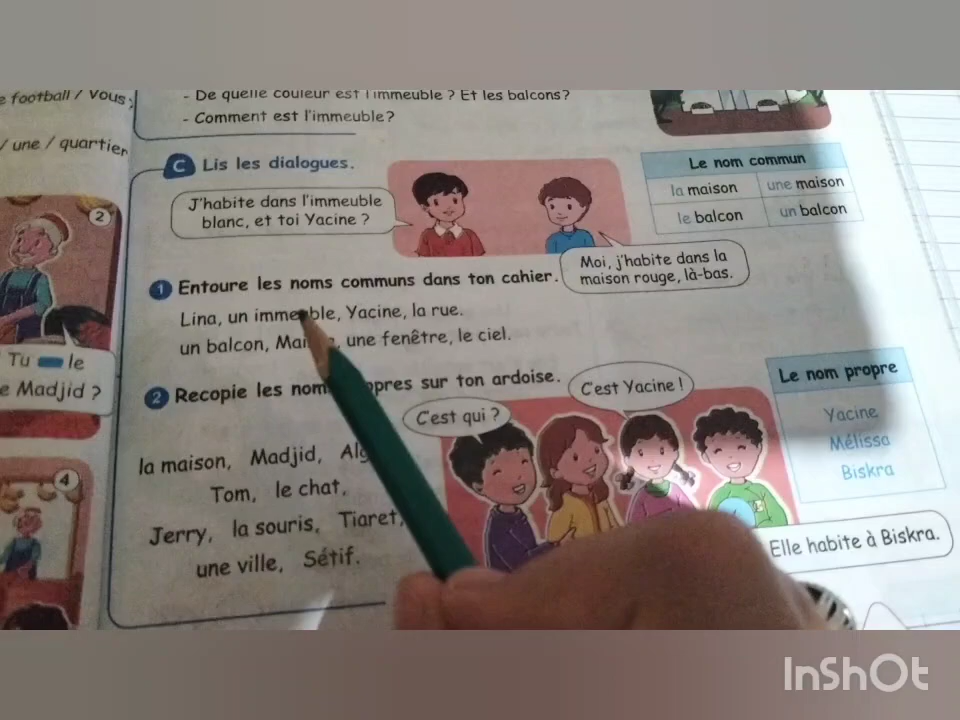 e football / Vous
/ une / quartier
2
Tu le
e Madjid ?
4
- De quelle couleur est l'immeuble ? Et les balcons?
- Comment est l'immeuble?
C Lis les dialogues.
J'habite dans l'immeuble
blanc, et toi Yacine ?
Moi, j'habite dans la
maison rouge, là-bas.
Le nom commun
la maison une maison
le balcon un balcon
1 Entoure les noms communs dans ton cahier.
Lina, un immeuble, Yacine, la rue.
un balcon, une fenêtre, le ciel.
2 Recopie les noms propres sur ton ardoise.
C'est qui ?
C'est Yacine !
la maison, Madjid,
Tom, le chat,
Jerry, la souris, Tiaret,
une ville, Sétif.
Le nom propre
Yacine
Mélissa
Biskra
Elle habite à Biskra.
InShOt